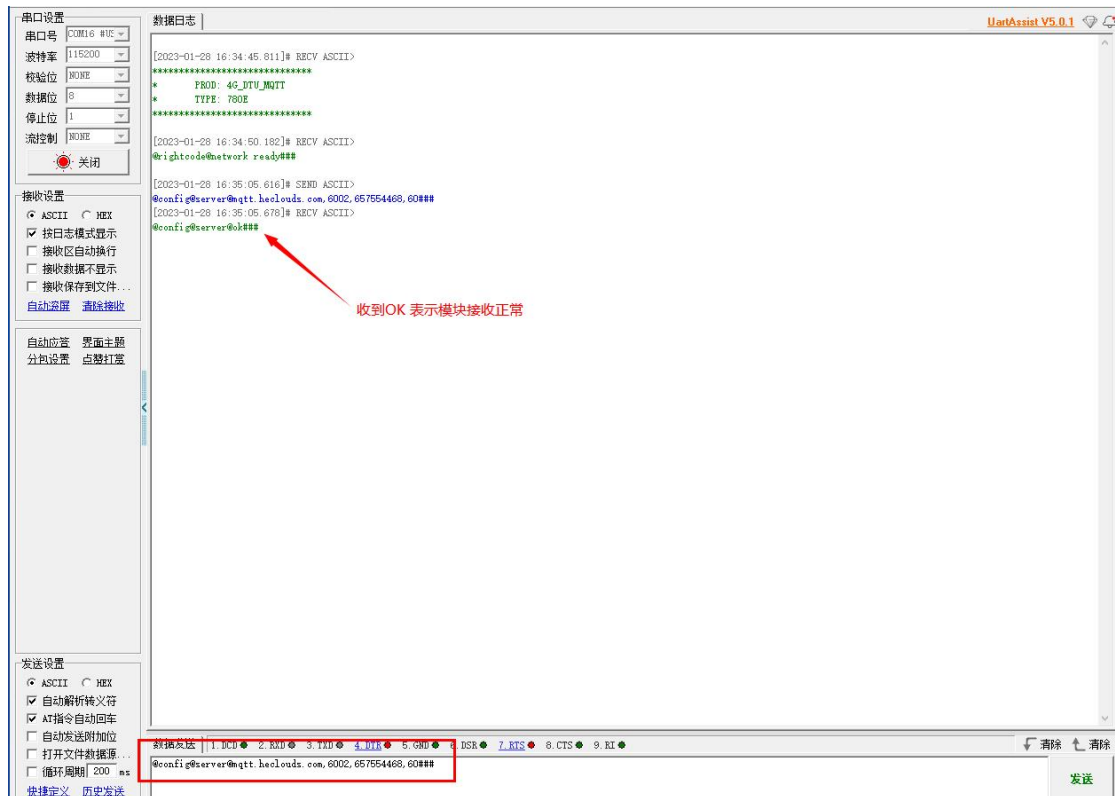 串口设置
串口号 COM16 #US
波特率 115200
校验位 NONE
数据位 8
停止位 1
流控制 NONE
关闭
接收设置
ASCII HEX
按日志模式显示
接收区自动换行
接收数据不显示
接收保存到文件...
自动滚屏 清除接收
自动应答 界面主题
分包设置 点赞打赏
发送设置
ASCII HEX
自动解析转义符
AT指令自动回车
自动发送附加位
打开文件数据源...
循环周期 200 ms
快捷定义 历史发送
数据日志
UartAssist V5.0.1
[2023-01-28 16:34:45.811]# RECV ASCII>
******************************
* PROD: 4G_DTU_MQTT
* TYPE: 780E
******************************
[2023-01-28 16:34:50.182]# RECV ASCII>
@rightcode@network ready###
[2023-01-28 16:35:05.616]# SEND ASCII>
@config@server@mqtt.heclouds.com,6002,657554468,60###
[2023-01-28 16:35:05.678]# RECV ASCII>
@config@server@ok###
收到OK 表示模块接收正常
数据发送 1.DCD 2.RXD 3.TXD 4.DTR 5.GND 6.DSR 7.RTS 8.CTS 9.RI 清除 清除
@config@server@mqtt.heclouds.com,6002,657554468,60###
发送